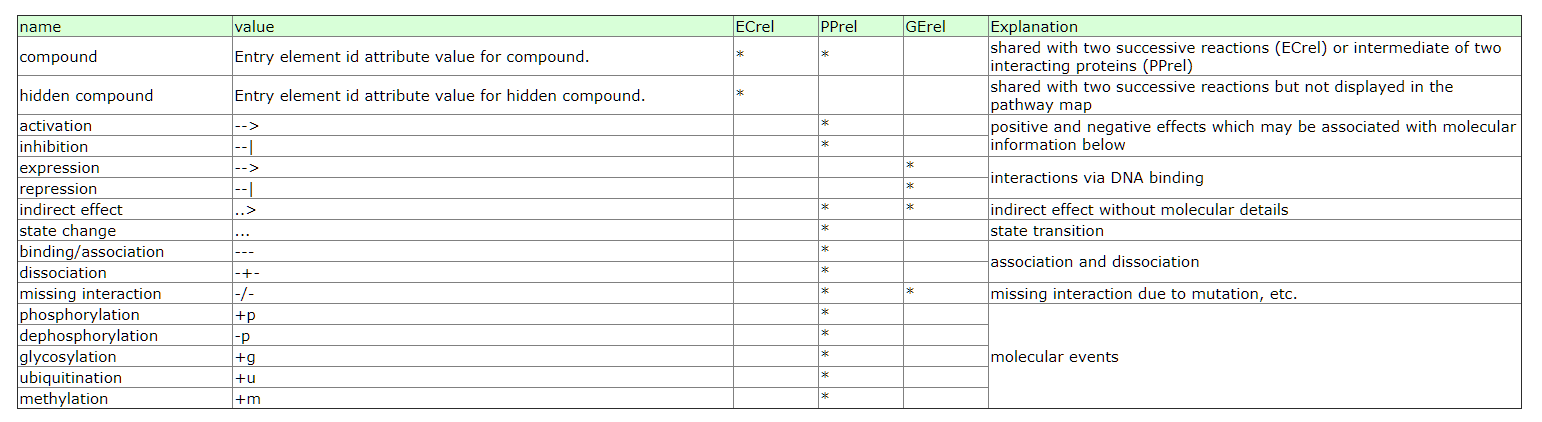 name value ECrel PPrel GErel Explanation
compound Entry element id attribute value for compound. * * shared with two successive reactions (ECrel) or intermediate of two
interacting proteins (PPrel)
hidden compound Entry element id attribute value for hidden compound. * shared with two successive reactions but not displayed in the
pathway map
activation --> * positive and negative effects which may be associated with molecular
information below
inhibition --| *
expression --> * interactions via DNA binding
repression --| *
indirect effect ..> * * indirect effect without molecular details
state change ... * state transition
binding/association --- * association and dissociation
dissociation -+- *
missing interaction -/- * * missing interaction due to mutation, etc.
phosphorylation +p * molecular events
dephosphorylation -p *
glycosylation +g *
ubiquitination +u *
methylation +m *